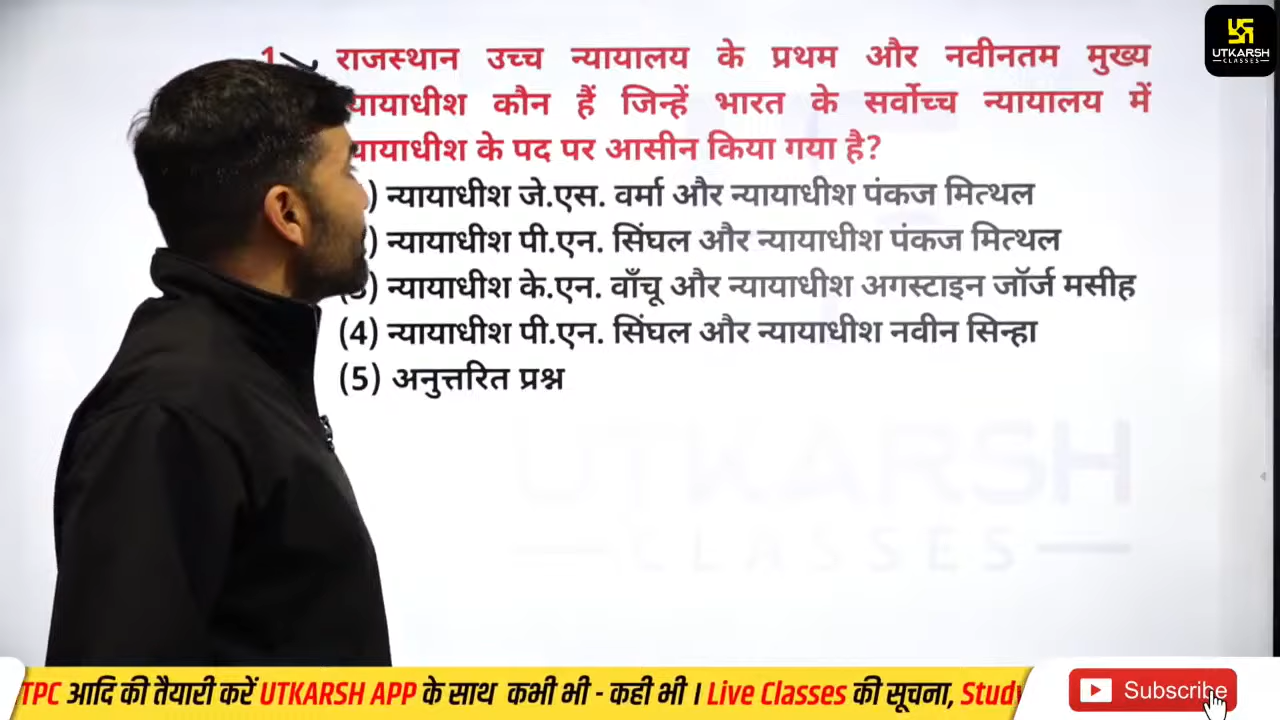 1. राजस्थान उच्च न्यायालय के प्रथम और नवीनतम मुख्य
कौन हैं जिन्हें भारत के सर्वोच्च न्यायालय में
के पद पर आसीन किया गया है?
) न्यायाधीश जे.एस. वर्मा और न्यायाधीश पंकज मित्थल
) न्यायाधीश पी.एन. सिंघल और न्यायाधीश पंकज मित्थल
(3) न्यायाधीश के.एन. वाँचू और न्यायाधीश अगस्टाइन जॉर्ज मसीह
(4) न्यायाधीश पी.एन. सिंघल और न्यायाधीश नवीन सिन्हा
(5) अनुत्तरित प्रश्न
UTKARSH
CLASSES
UTKARSH
CLASSES
TPC आदि की तैयारी करें UTKARSH APP के साथ कभी भी - कही भी । Live Classes की सूचना,
Subscribe